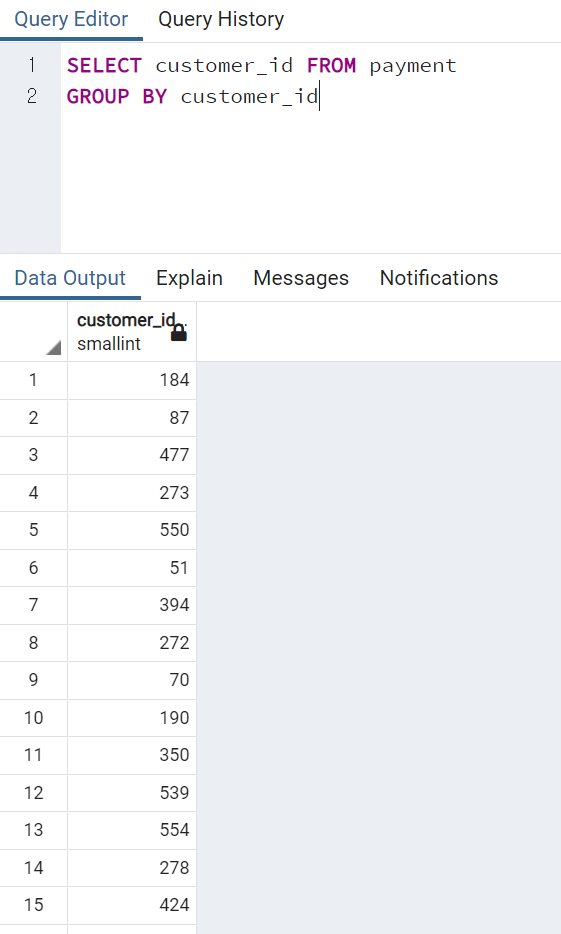 Query Editor Query History
1 SELECT customer_id FROM payment
2 GROUP BY customer_id
Data Output Explain Messages Notifications
customer_id
smallint
1 184
2 87
3 477
4 273
5 550
6 51
7 394
8 272
9 70
10 190
11 350
12 539
13 554
14 278
15 424